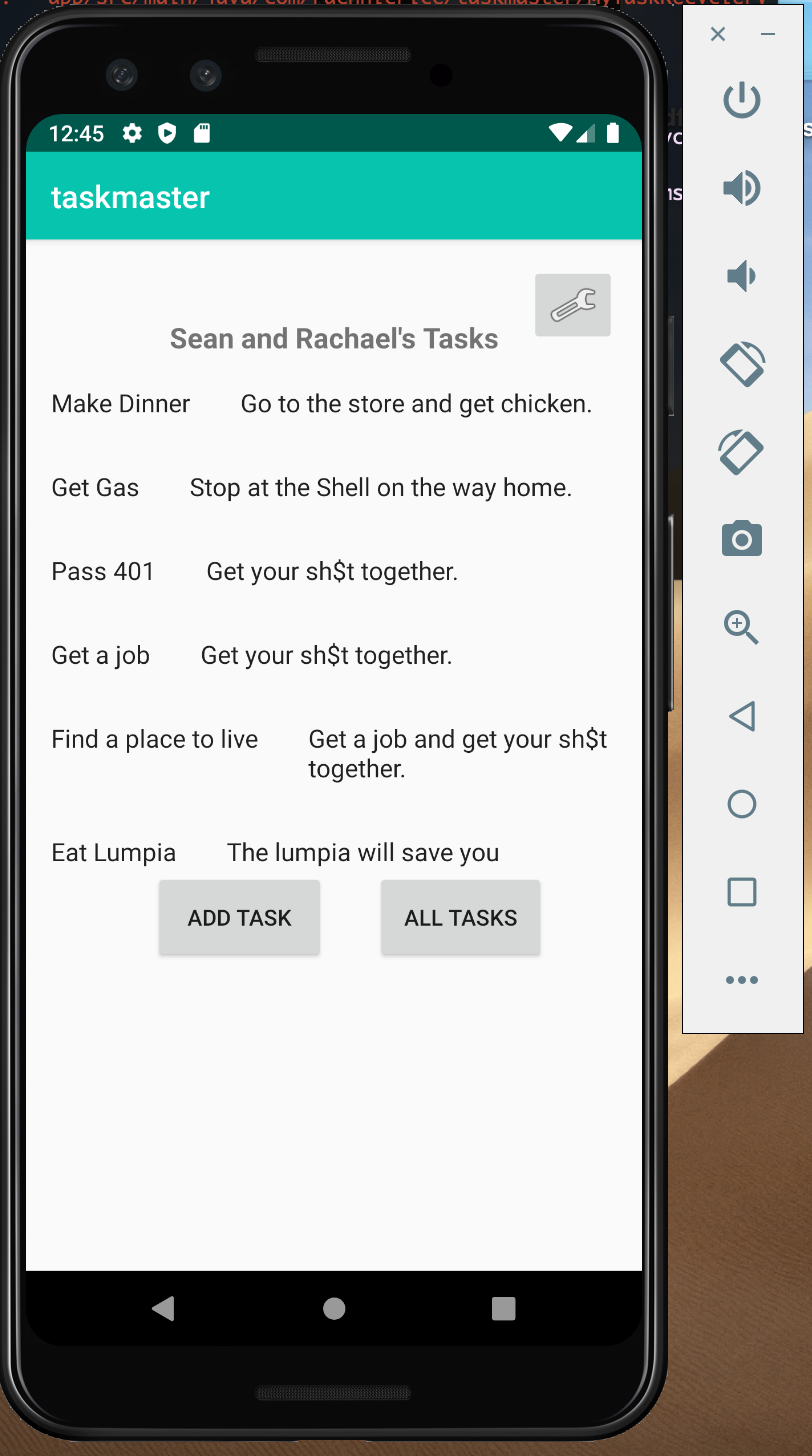 12:45
taskmaster
Sean and Rachael's Tasks
Make Dinner Go to the store and get chicken.
Get Gas Stop at the Shell on the way home.
Pass 401 Get your sh$t together.
Get a job Get your sh$t together.
Find a place to live Get a job and get your sh$t
together.
Eat Lumpia The lumpia will save you
ADD TASK ALL TASKS